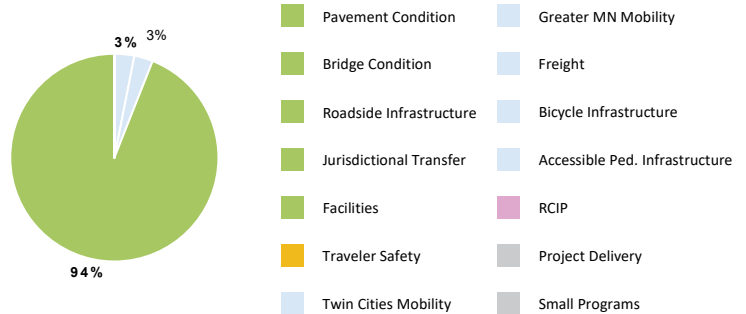 3%
3%
94%
Pavement Condition
Bridge Condition
Roadside Infrastructure
Jurisdictional Transfer
Facilities
Traveler Safety
Twin Cities Mobility
Greater MN Mobility
Freight
Bicycle Infrastructure
Accessible Ped. Infrastructure
RCIP
Project Delivery
Small Programs